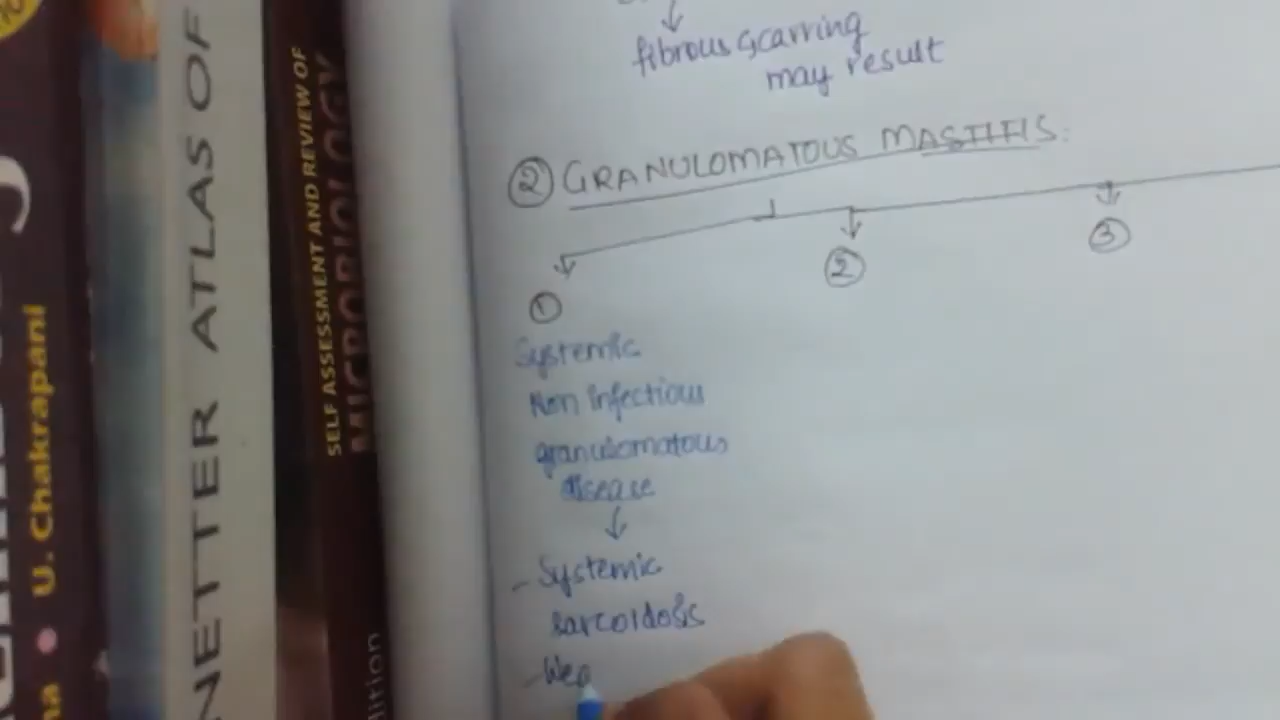 U. Chakrapani
NETTER ATLAS OF
SELF ASSESSMENT AND REVIEW OF
MICROBIOLOGY
fibrous scarring
may result
② GRANULOMATOUS MASTITIS:
①
②
③
Systemic
Non infectious
granulomatous
disease
- Systemic
sarcoidosis
- Weg